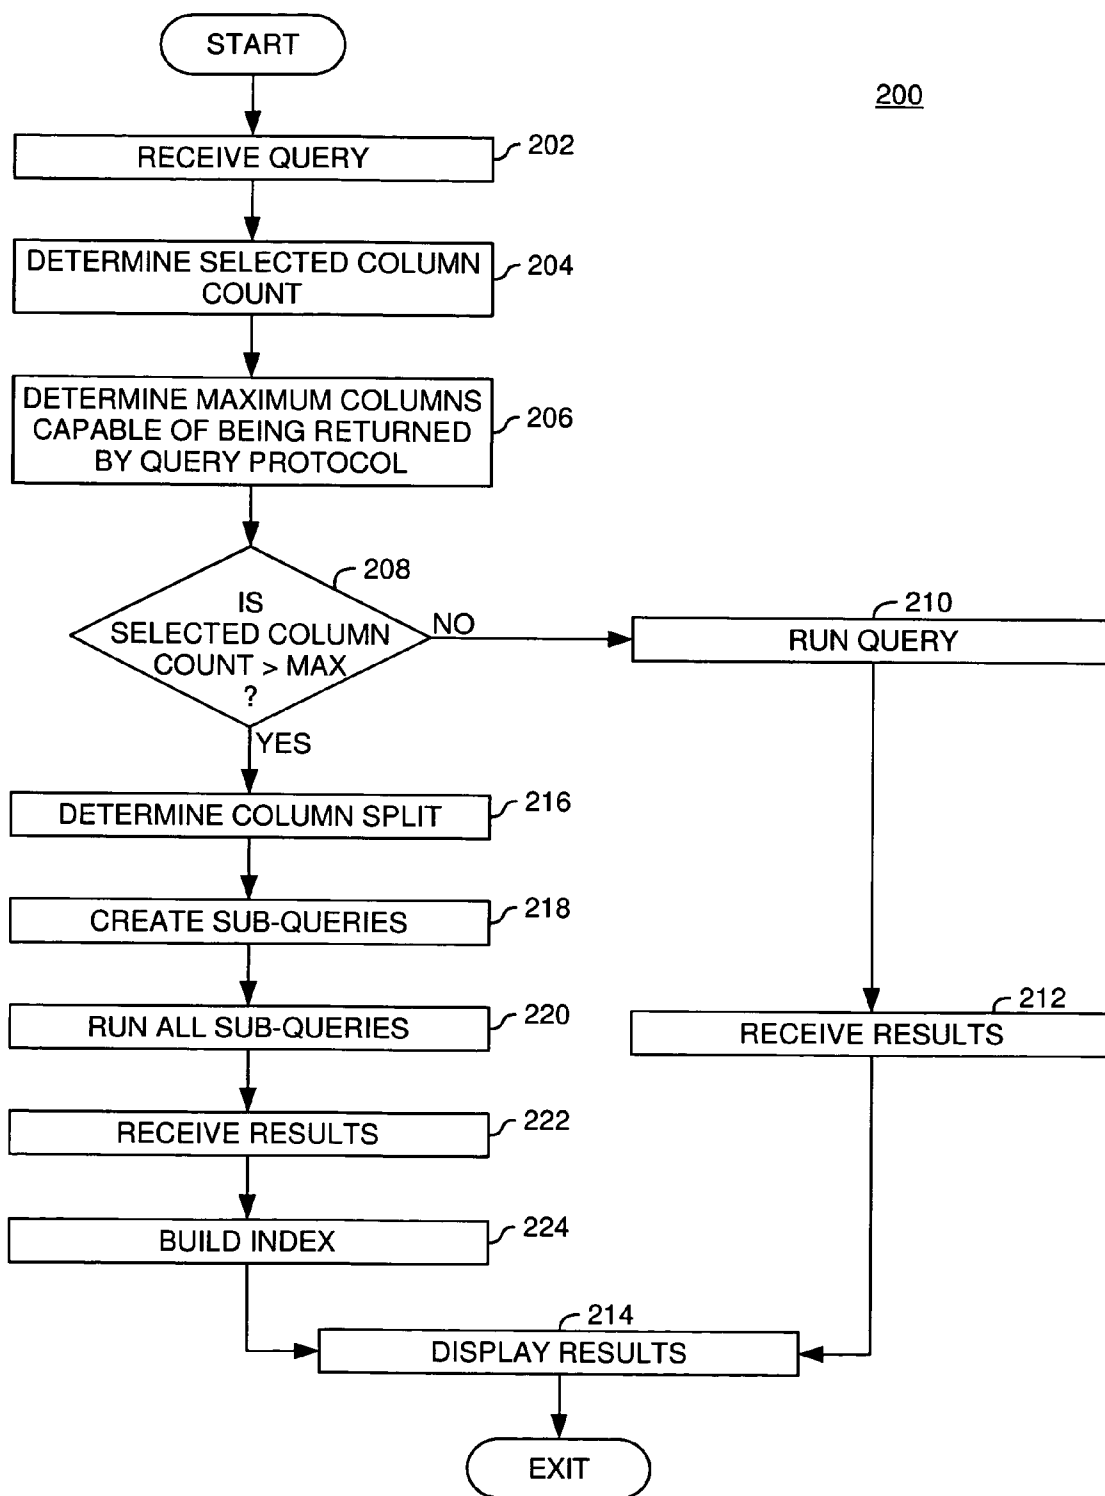 START
200
RECEIVE QUERY
202
DETERMINE SELECTED COLUMN
COUNT
204
DETERMINE MAXIMUM COLUMNS
CAPABLE OF BEING RETURNED
BY QUERY PROTOCOL
206
208
IS
SELECTED COLUMN
COUNT > MAX
?
NO
210
RUN QUERY
YES
DETERMINE COLUMN SPLIT
216
CREATE SUB-QUERIES
218
RUN ALL SUB-QUERIES
220
212
RECEIVE RESULTS
RECEIVE RESULTS
222
BUILD INDEX
224
214
DISPLAY RESULTS
EXIT